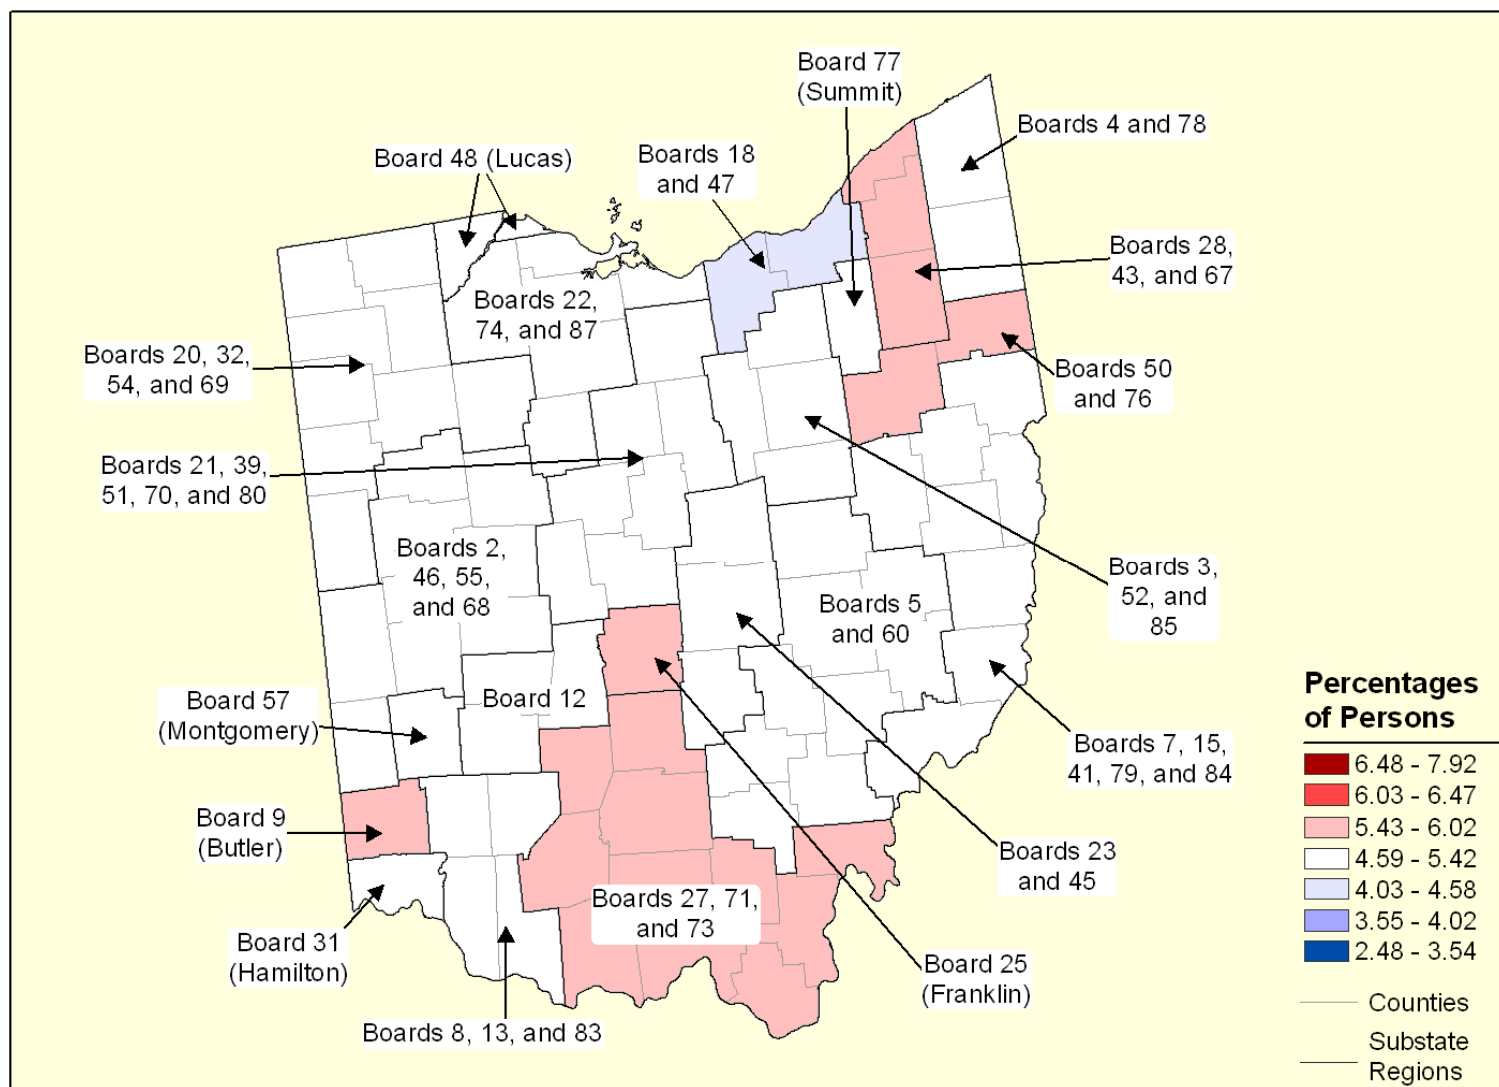 Board 77
(Summit)
Boards 4 and 78
Board 48 (Lucas)
Boards 18
and 47
Boards 28,
43, and 67
Boards 22,
74, and 87
Boards 20, 32,
54, and 69
Boards 50
and 76
Boards 21, 39,
51, 70, and 80
Boards 2,
46, 55,
and 68
Boards 3,
52, and
85
Boards 5
and 60
Board 57
(Montgomery)
Board 12
Boards 7, 15,
41, 79, and 84
Board 9
(Butler)
Boards 23
and 45
Boards 27, 71,
and 73
Board 31
(Hamilton)
Board 25
(Franklin)
Boards 8, 13, and 83
Percentages
of Persons
6.48 - 7.92
6.03 - 6.47
5.43 - 6.02
4.59 - 5.42
4.03 - 4.58
3.55 - 4.02
2.48 - 3.54
Counties
Substate
Regions